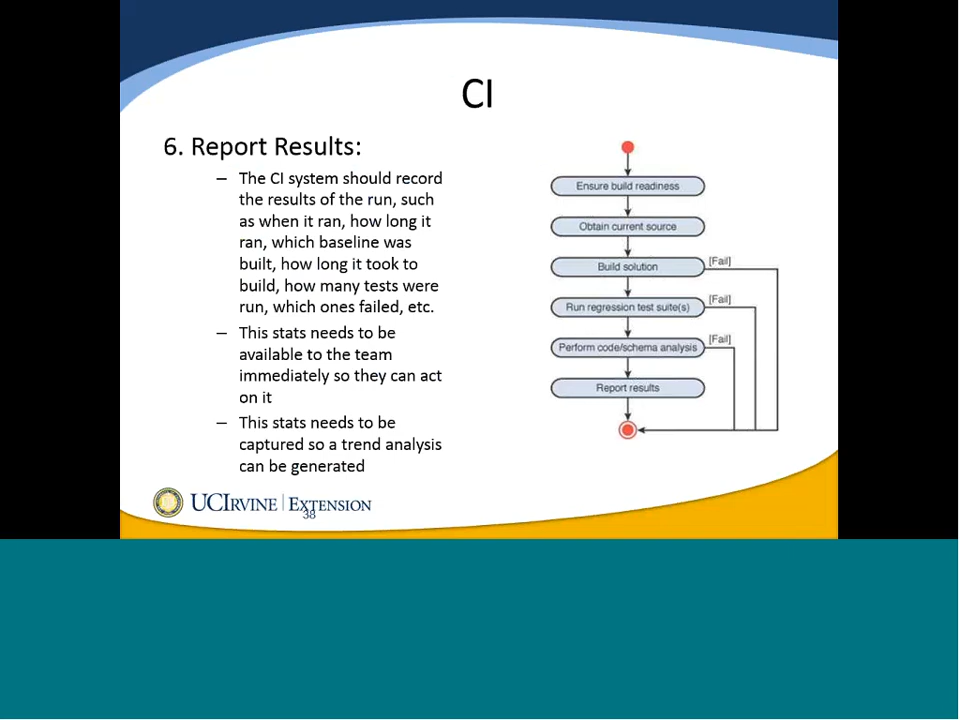 CI
6. Report Results:
– The CI system should record
the results of the run, such
as when it ran, how long it
ran, which baseline was
built, how long it took to
build, how many tests were
run, which ones failed, etc.
– This stats needs to be
available to the team
immediately so they can act
on it
– This stats needs to be
captured so a trend analysis
can be generated
Ensure build readiness
Obtain current source
Build solution
[Fail]
Run regression test suite(s)
[Fail]
Perform code/schema analysis
[Fail]
Report results
UCIRVINE | EXTENSION
38